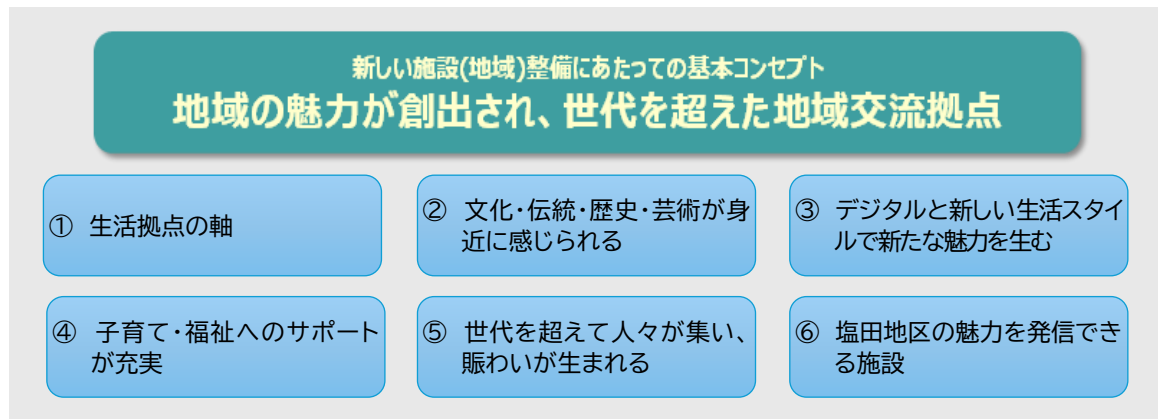 新しい施設(地域)整備にあたっての基本コンセプト
地域の魅力が創出され、世代を超えた地域交流拠点
① 生活拠点の軸
② 文化・伝統・歴史・芸術が身
近に感じられる
③ デジタルと新しい生活スタイ
ルで新たな魅力を生む
④ 子育て・福祉へのサポート
が充実
⑤ 世代を超えて人々が集い、
賑わいが生まれる
⑥ 塩田地区の魅力を発信でき
る施設